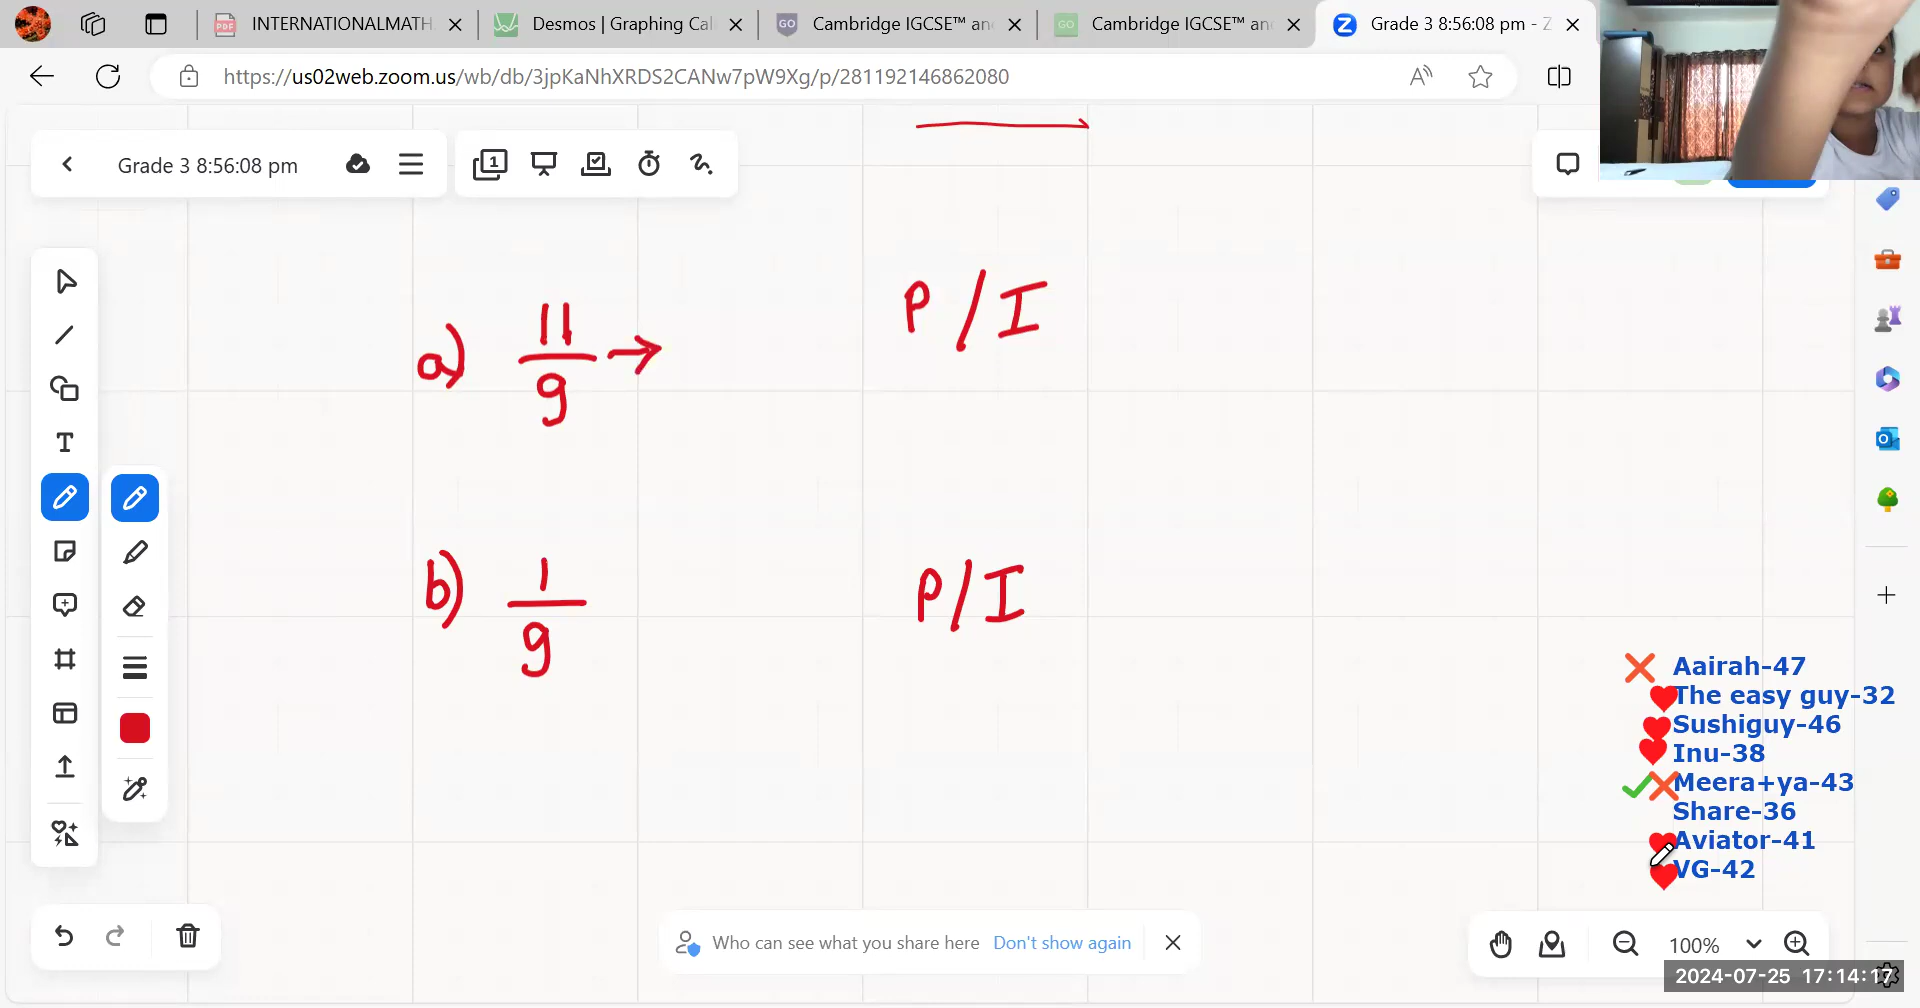 INTERNATIONALMATH
Desmos | Graphing Cal
Cambridge IGCSE™ an
Cambridge IGCSE™ an
Grade 3 8:56:08 pm - Z
https://us02web.zoom.us/wb/db/3jpKaNhXRDS2CANw7pW9Xg/p/281192146862080
Grade 3 8:56:08 pm
1
a) 11/9 → P/I
b) 1/9 P/I
Aairah-47
The easy guy-32
Sushiguy-46
Inu-38
Meera+ya-43
Share-36
Aviator-41
VG-42
Who can see what you share here Don't show again
100%
2024-07-25 17:14:17